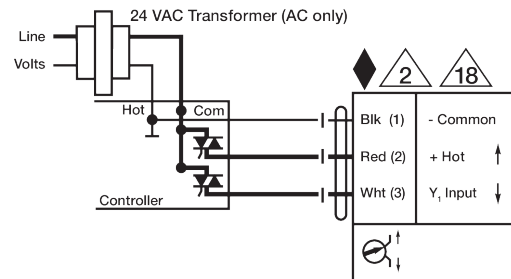 24 VAC Transformer (AC only)
Line
Volts
2
18
Hot
Com
Blk (1)
- Common
Red (2)
+ Hot
Wht (3)
Y1 Input
Controller